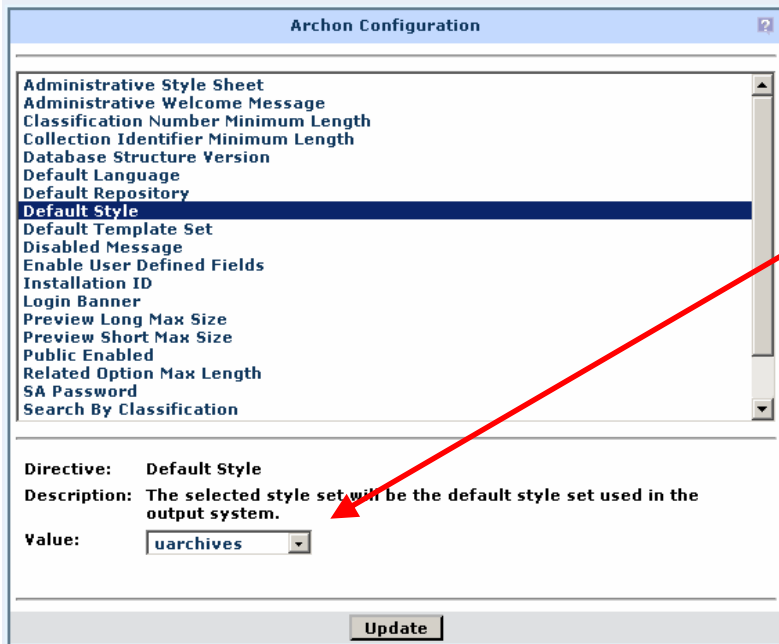 Archon Configuration ?
Administrative Style Sheet
Administrative Welcome Message
Classification Number Minimum Length
Collection Identifier Minimum Length
Database Structure Version
Default Language
Default Repository
Default Style
Default Template Set
Disabled Message
Enable User Defined Fields
Installation ID
Login Banner
Preview Long Max Size
Preview Short Max Size
Public Enabled
Related Option Max Length
SA Password
Search By Classification
Directive: Default Style
Description: The selected style set will be the default style set used in the
output system.
Value: uarchives
Update